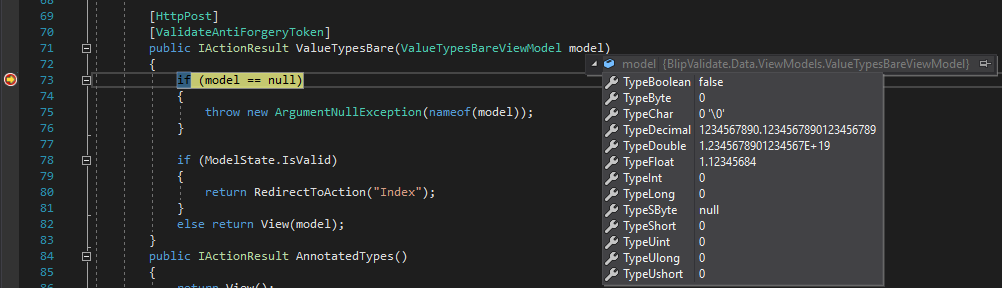 68
69 [HttpPost]
70 [ValidateAntiForgeryToken]
71 public IActionResult ValueTypesBare(ValueTypesBareViewModel model)
72 {
model {BlipValidate.Data.ViewModels.ValueTypesBareViewModel}
73 if (model == null)
TypeBoolean false
74 {
TypeByte 0
75 throw new ArgumentNullException(nameof(model));
TypeChar 0 '\0'
76 }
TypeDecimal 1234567890.1234567890123456789
77
TypeDouble 1.2345678901234567E+19
78 if (ModelState.IsValid)
TypeFloat 1.12345684
79 {
TypeInt 0
80 return RedirectToAction("Index");
TypeLong 0
81 }
TypeSByte null
82 else return View(model);
TypeShort 0
83 }
TypeUint 0
84 public IActionResult AnnotatedTypes()
TypeUlong 0
85 {
TypeUshort 0
86 return View();